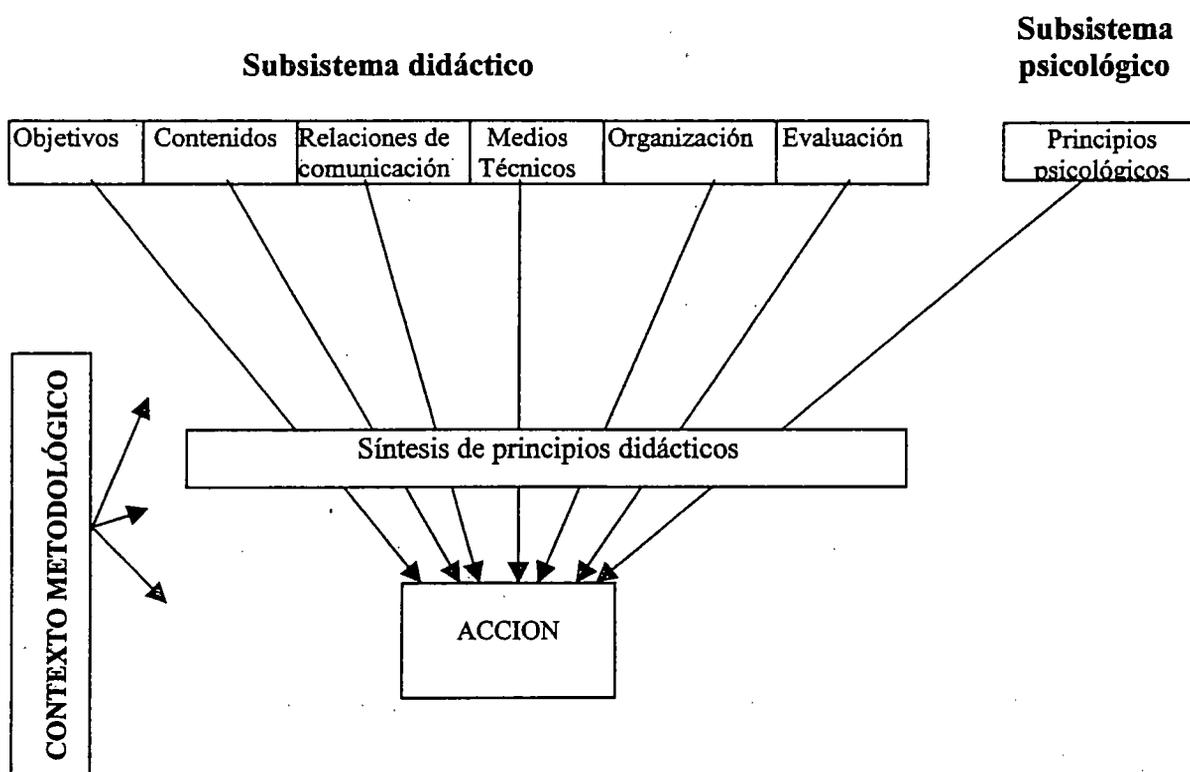 Subsistema didáctico
Subsistema
psicológico
Objetivos
Contenidos
Relaciones de
comunicación
Medios
Técnicos
Organización
Evaluación
Principios
psicológicos
CONTEXTO METODOLÓGICO
Síntesis de principios didácticos
ACCION